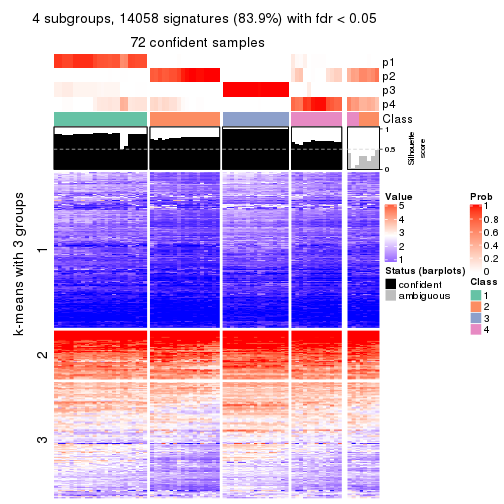 4 subgroups, 14058 signatures (83.9%) with fdr < 0.05
72 confident samples
p1
p2
p3
p4
Class
1
0.5
0
Silhouette
score
k-means with 3 groups
1
2
3
Value
5
4
3
2
1
Status (barplots)
confident
ambiguous
Prob
1
0.8
0.6
0.4
0.2
0
Class
1
2
3
4